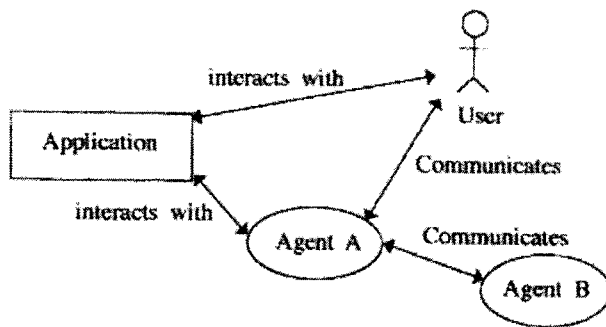 interacts with
User
Application
Communicates
interacts with
Agent A
Communicates
Agent B